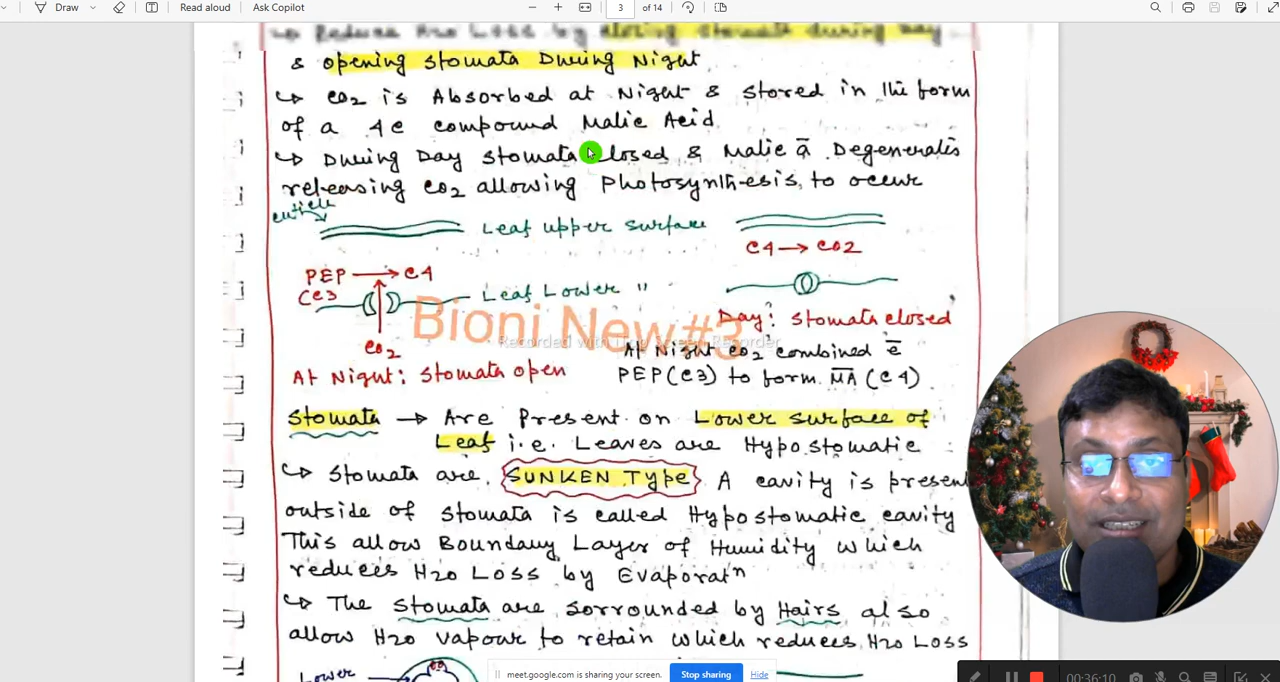 Draw
Read aloud
Ask Copilot
3
of 14
& opening stomata During Night
↳ CO2 is Absorbed at Night & stored in the form
of a 4c compound Malic Acid.
↳ During Day stomata closed & Malic a̅ Degenerates
releasing CO2 allowing Photosynthesis to occur
cuticle
Leaf upper surface
C4 → CO2
PEP → C4
C3
Leaf Lower "
Day: Stomata closed
CO2
At Night CO2 combined e̅
At Night: Stomata open
PEP(C3) to form M̅A̅ (C4)
Bioni New#3
Recorded with iTop Screen Recorder
Stomata → Are Present on Lower surface of
Leaf i.e. Leaves are Hypostomatic
↳ Stomata are SUNKEN Type A cavity is present
outside of stomata is called Hypostomatic cavity
This allow Boundary Layer of Humidity which
reduces H2O Loss by Evaporatn
↳ The stomata are sorrounded by Hairs also
allow H2O vapour to retain which reduces H2O Loss
Lower
meet.google.com is sharing your screen.
Stop sharing
Hide
00:36:10